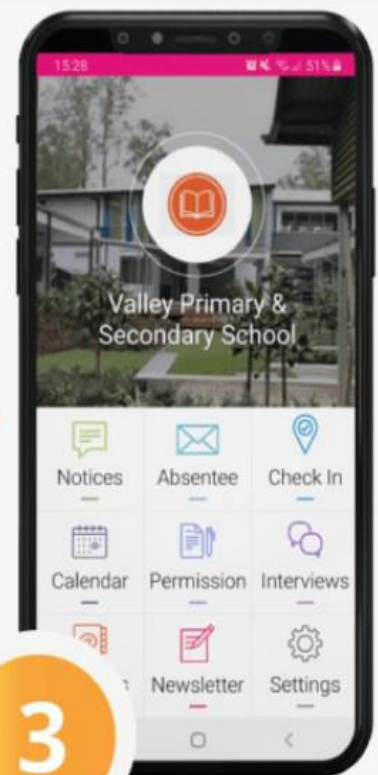 15:28 51%
Valley Primary &
Secondary School
Notices Absentee Check In
Calendar Permission Interviews
Newsletter Settings
3